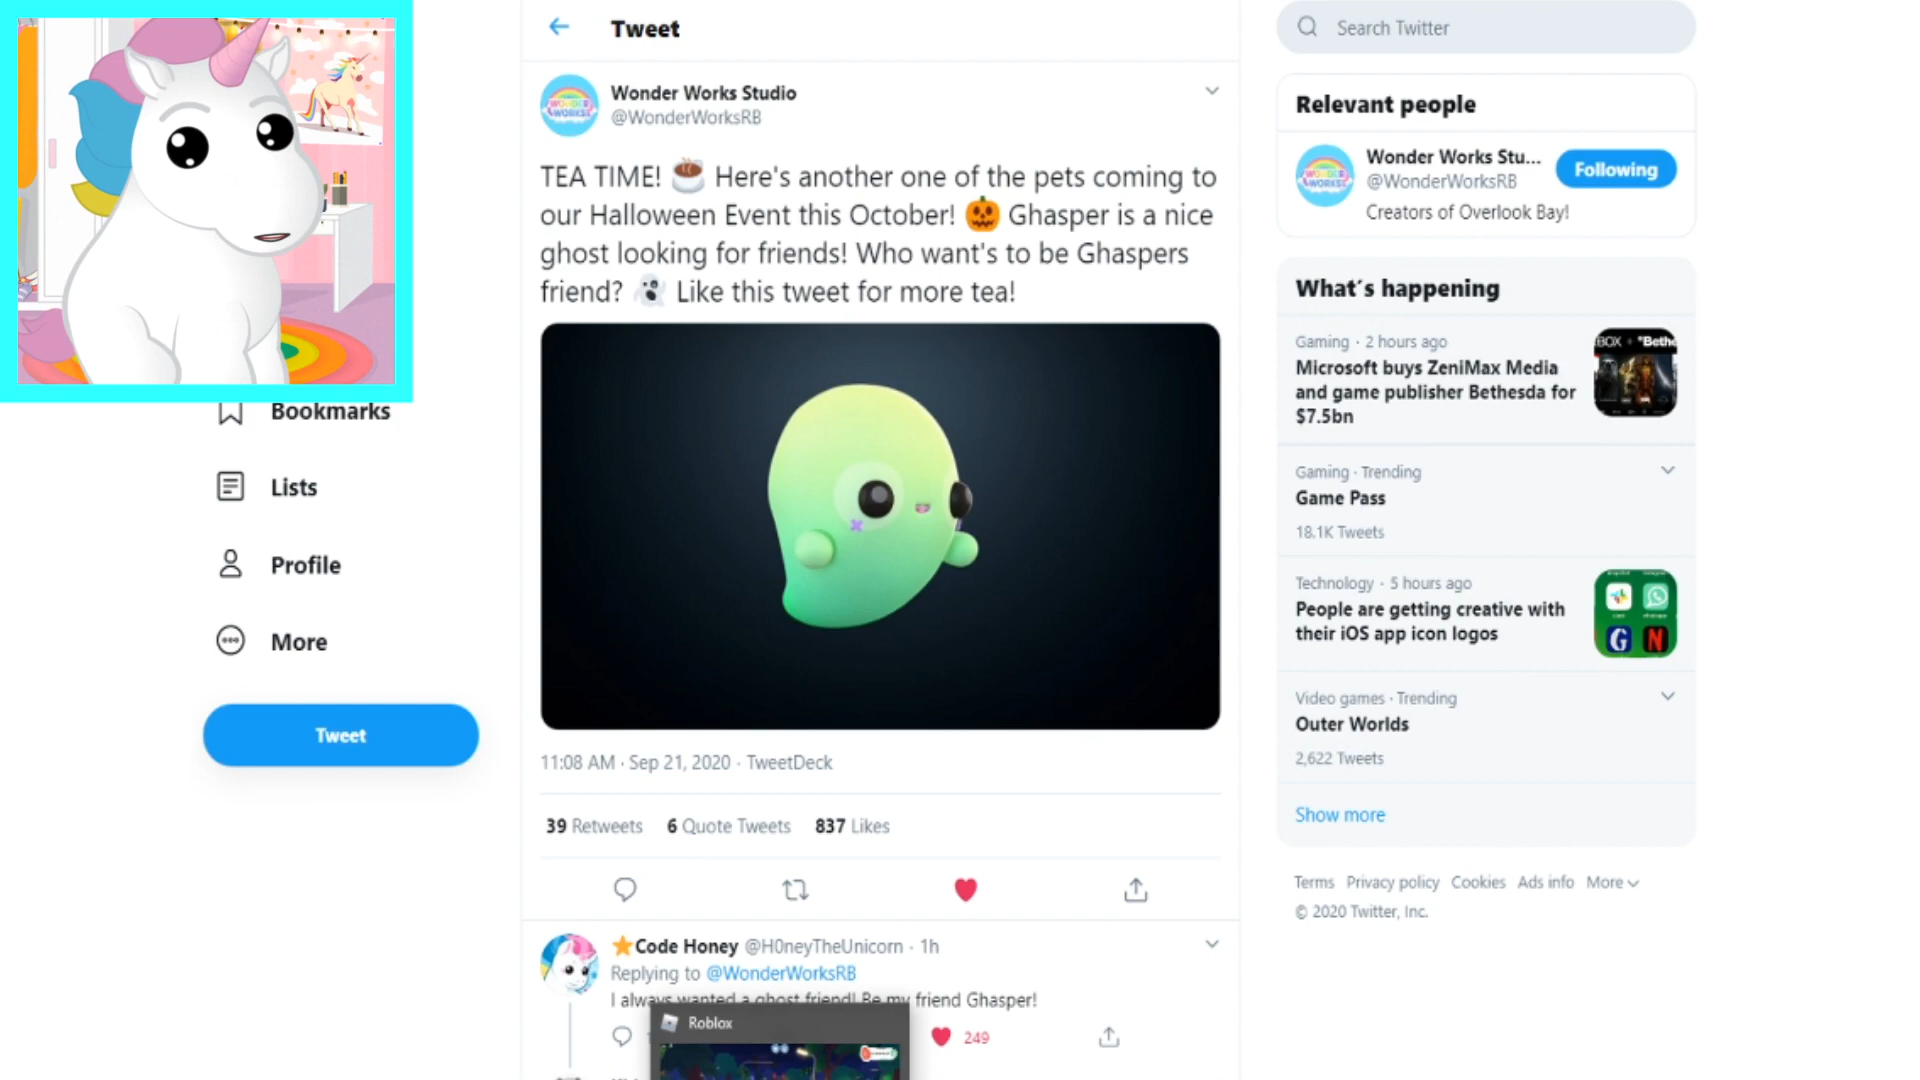 Tweet
Wonder Works Studio
@WonderWorksRB
TEA TIME! ☕ Here's another one of the pets coming to
our Halloween Event this October! 🎃 Ghasper is a nice
ghost looking for friends! Who want's to be Ghaspers
friend? 👻 Like this tweet for more tea!
11:08 AM · Sep 21, 2020 · TweetDeck
39 Retweets 6 Quote Tweets 837 Likes
⭐Code Honey @H0neyTheUnicorn · 1h
Replying to @WonderWorksRB
I always wanted a ghost friend! Be my friend Ghasper!
249
Roblox
Bookmarks
Lists
Profile
More
Tweet
Search Twitter
Relevant people
Wonder Works Stu...
@WonderWorksRB
Following
Creators of Overlook Bay!
What's happening
Gaming · 2 hours ago
Microsoft buys ZeniMax Media
and game publisher Bethesda for
$7.5bn
Gaming · Trending
Game Pass
18.1K Tweets
Technology · 5 hours ago
People are getting creative with
their iOS app icon logos
Video games · Trending
Outer Worlds
2,622 Tweets
Show more
Terms Privacy policy Cookies Ads info More
© 2020 Twitter, Inc.